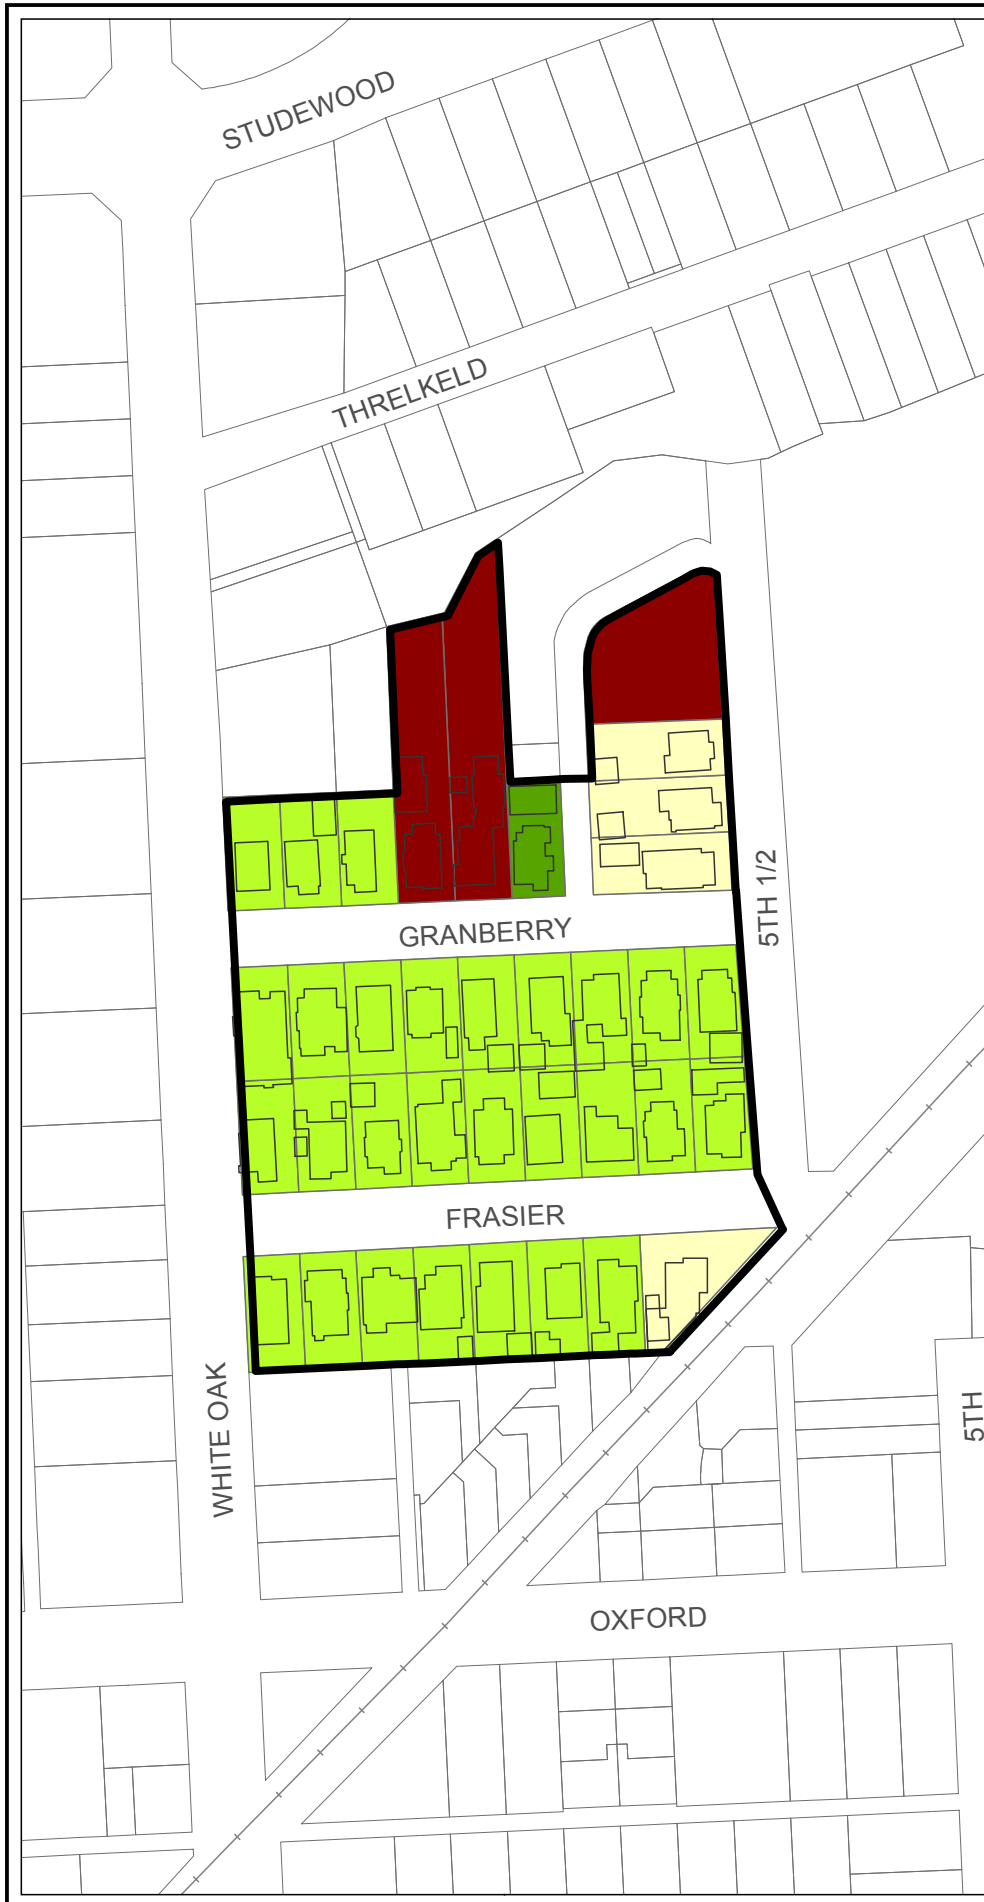 STUDEWOOD
THRELKELD
5TH 1/2
GRANBERRY
FRASIER
WHITE OAK
5TH
OXFORD